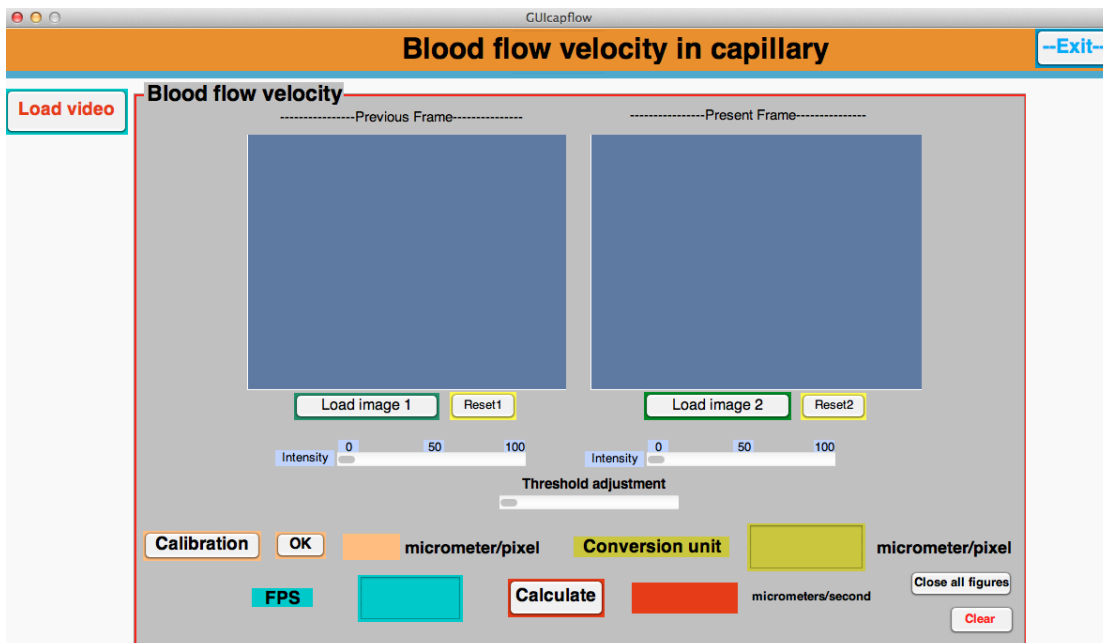 GUIcapflow
Blood flow velocity in capillary
--Exit--
Load video
Blood flow velocity
----------------Previous Frame---------------
----------------Present Frame---------------
Load image 1
Reset1
Load image 2
Reset2
0 50 100
Intensity
0 50 100
Intensity
Threshold adjustment
Calibration
OK
micrometer/pixel
Conversion unit
micrometer/pixel
FPS
Calculate
micrometers/second
Close all figures
Clear